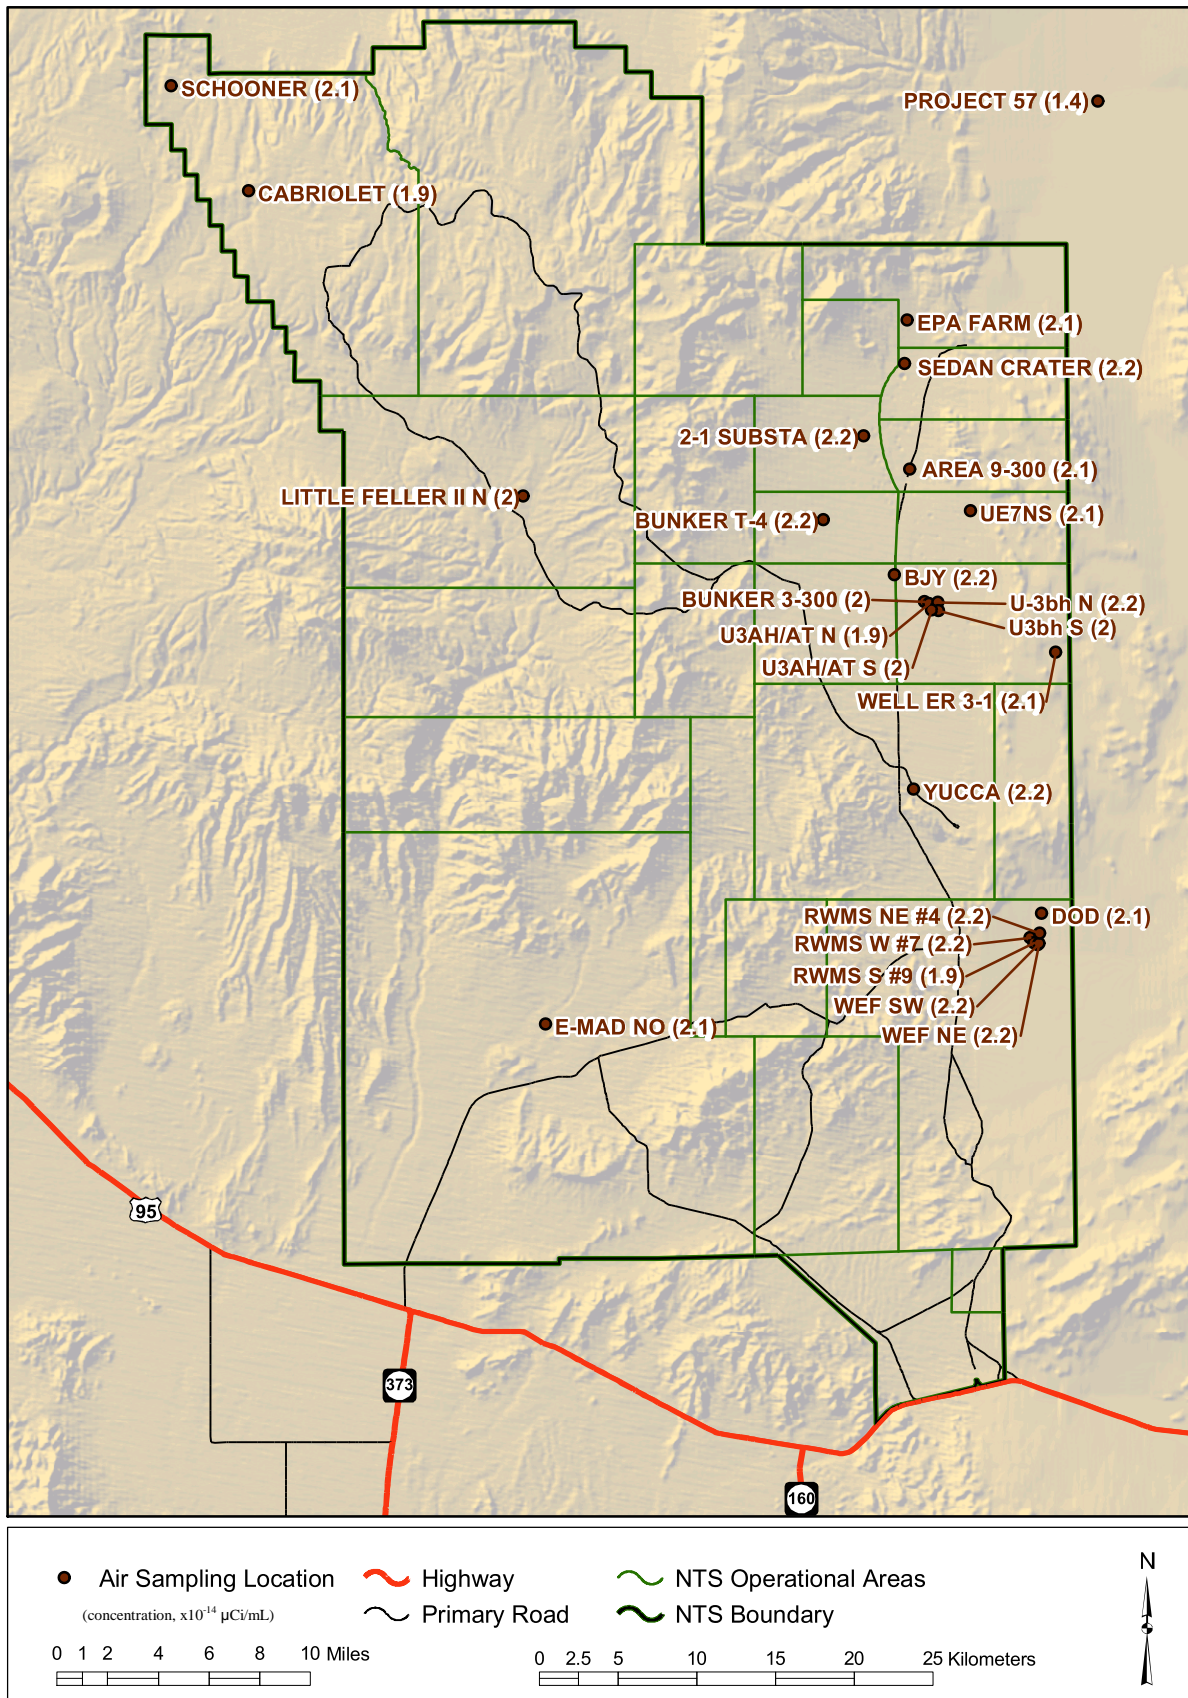 SCHOONER (2.1)
PROJECT 57 (1.4)
CABRIOLET (1.9)
EPA FARM (2.1)
SEDAN CRATER (2.2)
2-1 SUBSTA (2.2)
AREA 9-300 (2.1)
LITTLE FELLER II N (2)
BUNKER T-4 (2.2)
UE7NS (2.1)
BJY (2.2)
BUNKER 3-300 (2)
U-3bh N (2.2)
U3bh S (2)
U3AH/AT N (1.9)
U3AH/AT S (2)
WELL ER 3-1 (2.1)
YUCCA (2.2)
RWMS NE #4 (2.2)
DOD (2.1)
RWMS W #7 (2.2)
RWMS S #9 (1.9)
WEF SW (2.2)
E-MAD NO (2.1)
WEF NE (2.2)
95
373
160
Air Sampling Location
(concentration, x10-14 µCi/mL)
Highway
Primary Road
NTS Operational Areas
NTS Boundary
N
0 1 2 4 6 8 10 Miles
0 2.5 5 10 15 20 25 Kilometers